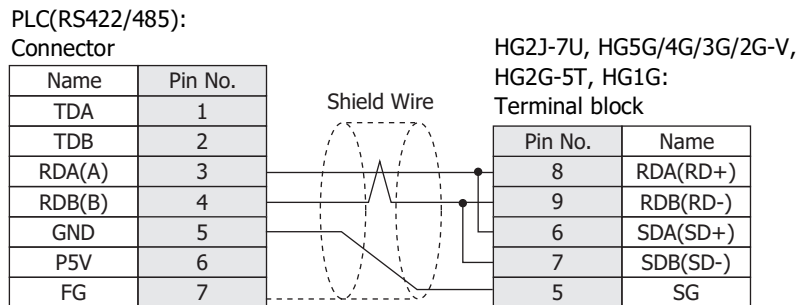 PLC(RS422/485):
Connector
Name Pin No.
TDA 1
TDB 2
RDA(A) 3
RDB(B) 4
GND 5
P5V 6
FG 7
Shield Wire
HG2J-7U, HG5G/4G/3G/2G-V,
HG2G-5T, HG1G:
Terminal block
Pin No. Name
8 RDA(RD+)
9 RDB(RD-)
6 SDA(SD+)
7 SDB(SD-)
5 SG